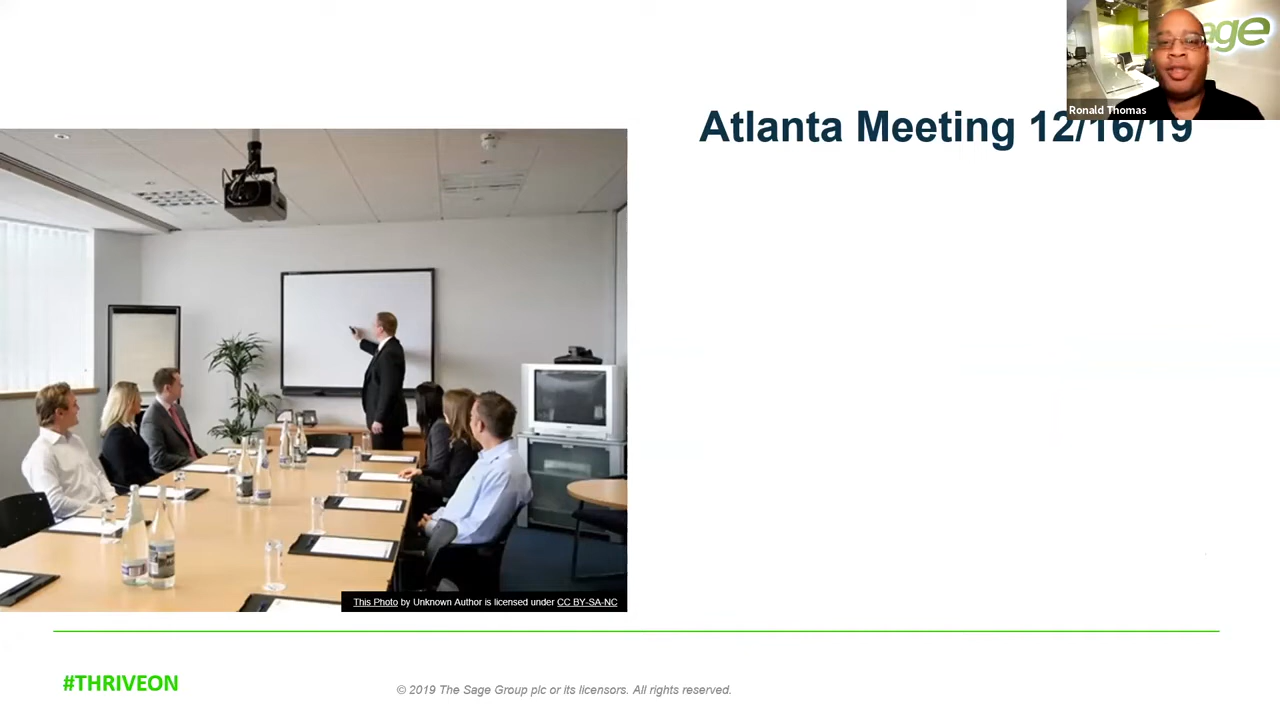 age
Ronald Thomas
Atlanta Meeting 12/16/19
This Photo by Unknown Author is licensed under CC BY-SA-NC
#THRIVEON
© 2019 The Sage Group plc or its licensors. All rights reserved.